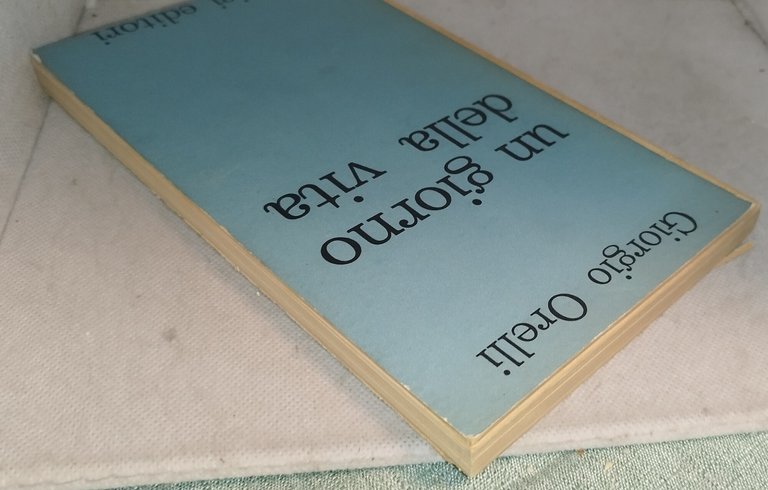 Giorgio Orelli
un giorno
della vita
editori